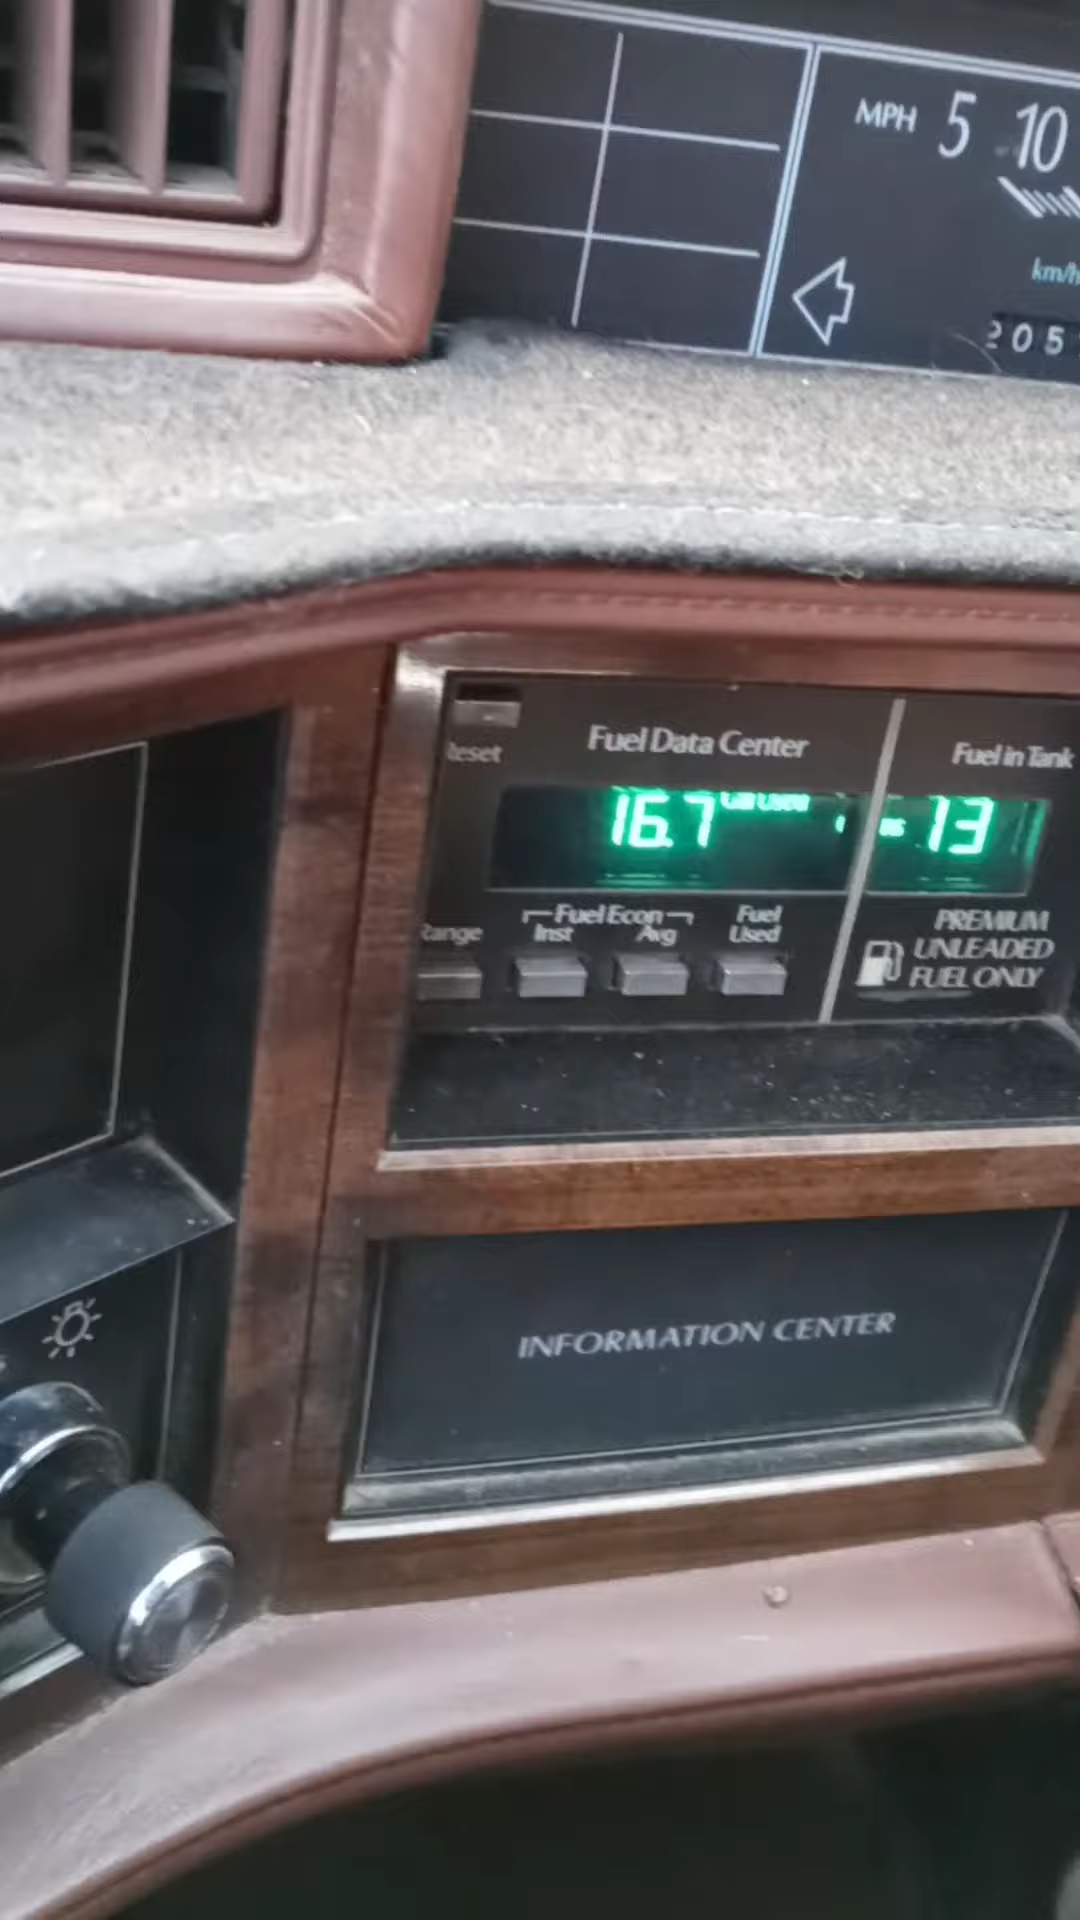 MPH 5 10
km/h
205
Fuel Data Center
Fuel in Tank
Reset
16.7 Gal Used
13
Fuel Econ
Range Inst Avg Fuel Used
PREMIUM
UNLEADED
FUEL ONLY
INFORMATION CENTER